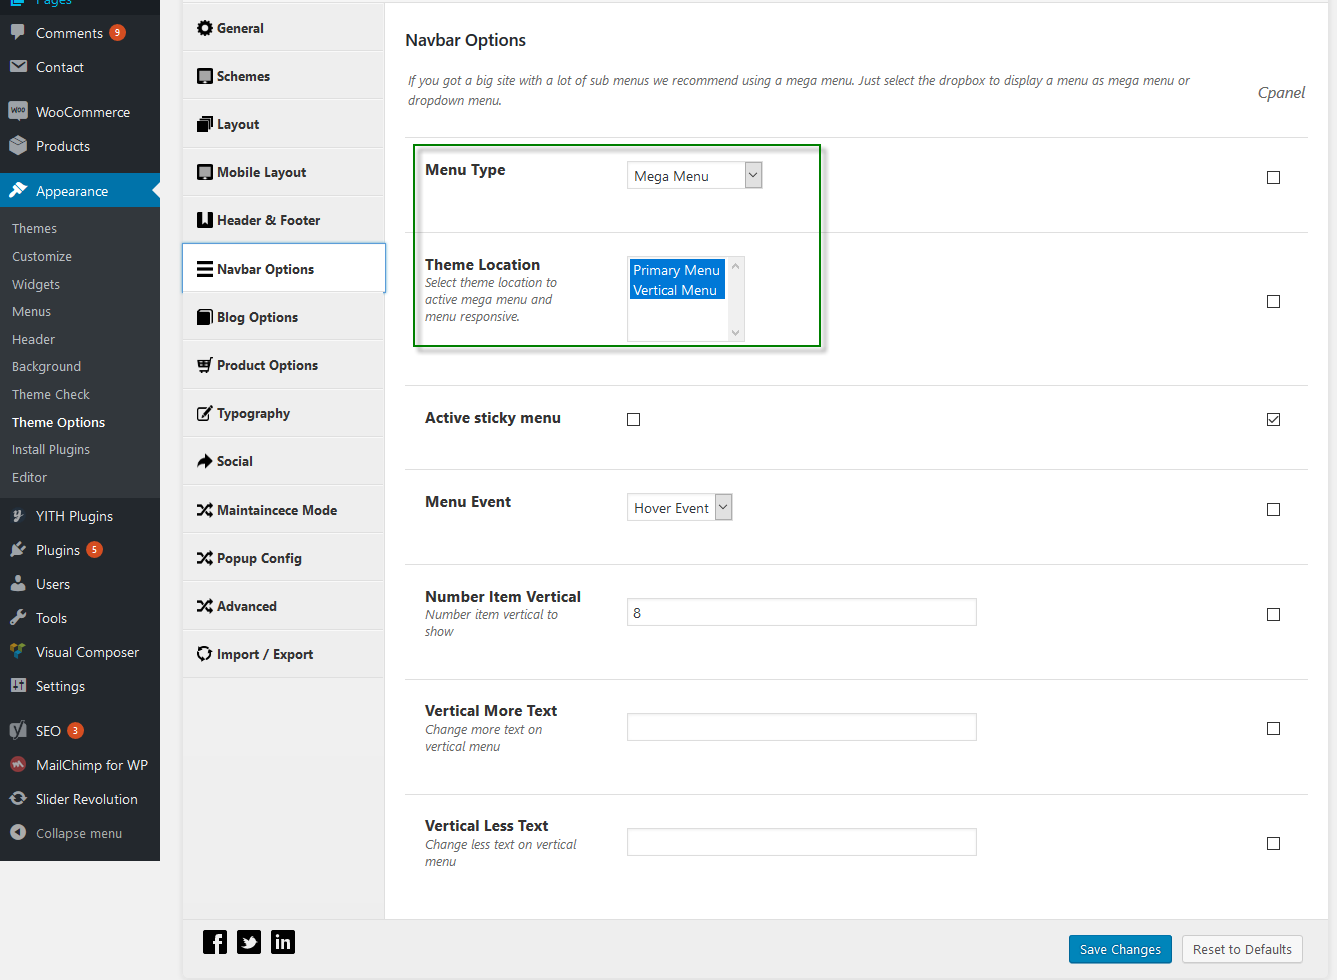 Pages
Comments 9
Contact
WOO WooCommerce
Products
Appearance
Themes
Customize
Widgets
Menus
Header
Background
Theme Check
Theme Options
Install Plugins
Editor
YITH Plugins
Plugins 5
Users
Tools
Visual Composer
Settings
SEO 3
MailChimp for WP
Slider Revolution
Collapse menu
General
Schemes
Layout
Mobile Layout
Header & Footer
Navbar Options
Blog Options
Product Options
Typography
Social
Maintaincece Mode
Popup Config
Advanced
Import / Export
Navbar Options
If you got a big site with a lot of sub menus we recommend using a mega menu. Just select the dropbox to display a menu as mega menu or
dropdown menu.
Cpanel
Menu Type
Mega Menu
Theme Location
Select theme location to
active mega menu and
menu responsive.
Primary Menu
Vertical Menu
Active sticky menu
Menu Event
Hover Event
Number Item Vertical
Number item vertical to
show
8
Vertical More Text
Change more text on
vertical menu
Vertical Less Text
Change less text on vertical
menu
Save Changes
Reset to Defaults